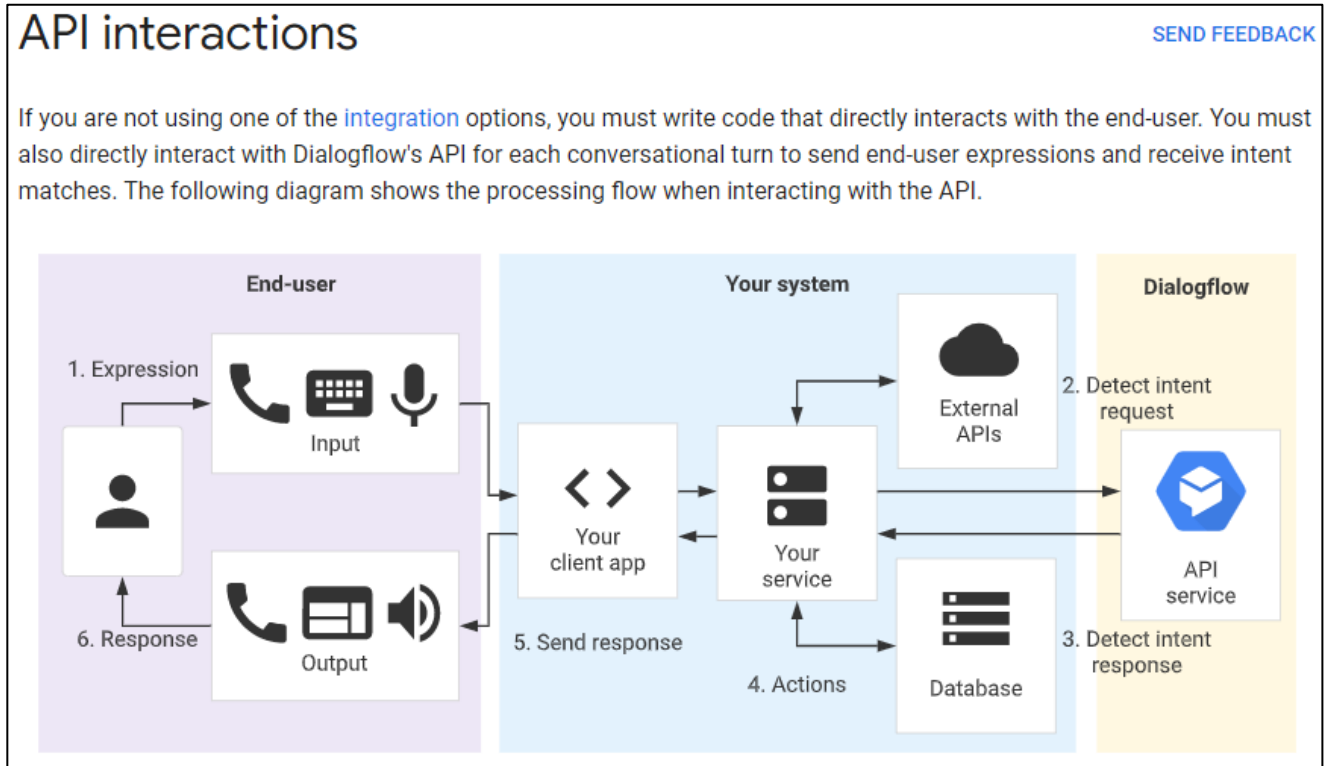 API interactions
SEND FEEDBACK
If you are not using one of the integration options, you must write code that directly interacts with the end-user. You must
also directly interact with Dialogflow's API for each conversational turn to send end-user expressions and receive intent
matches. The following diagram shows the processing flow when interacting with the API.
End-user
1. Expression
Input
6. Response
Output
Your system
Your
client app
5. Send response
Your
service
4. Actions
External
APIs
Database
Dialogflow
2. Detect intent
request
API
service
3. Detect intent
response